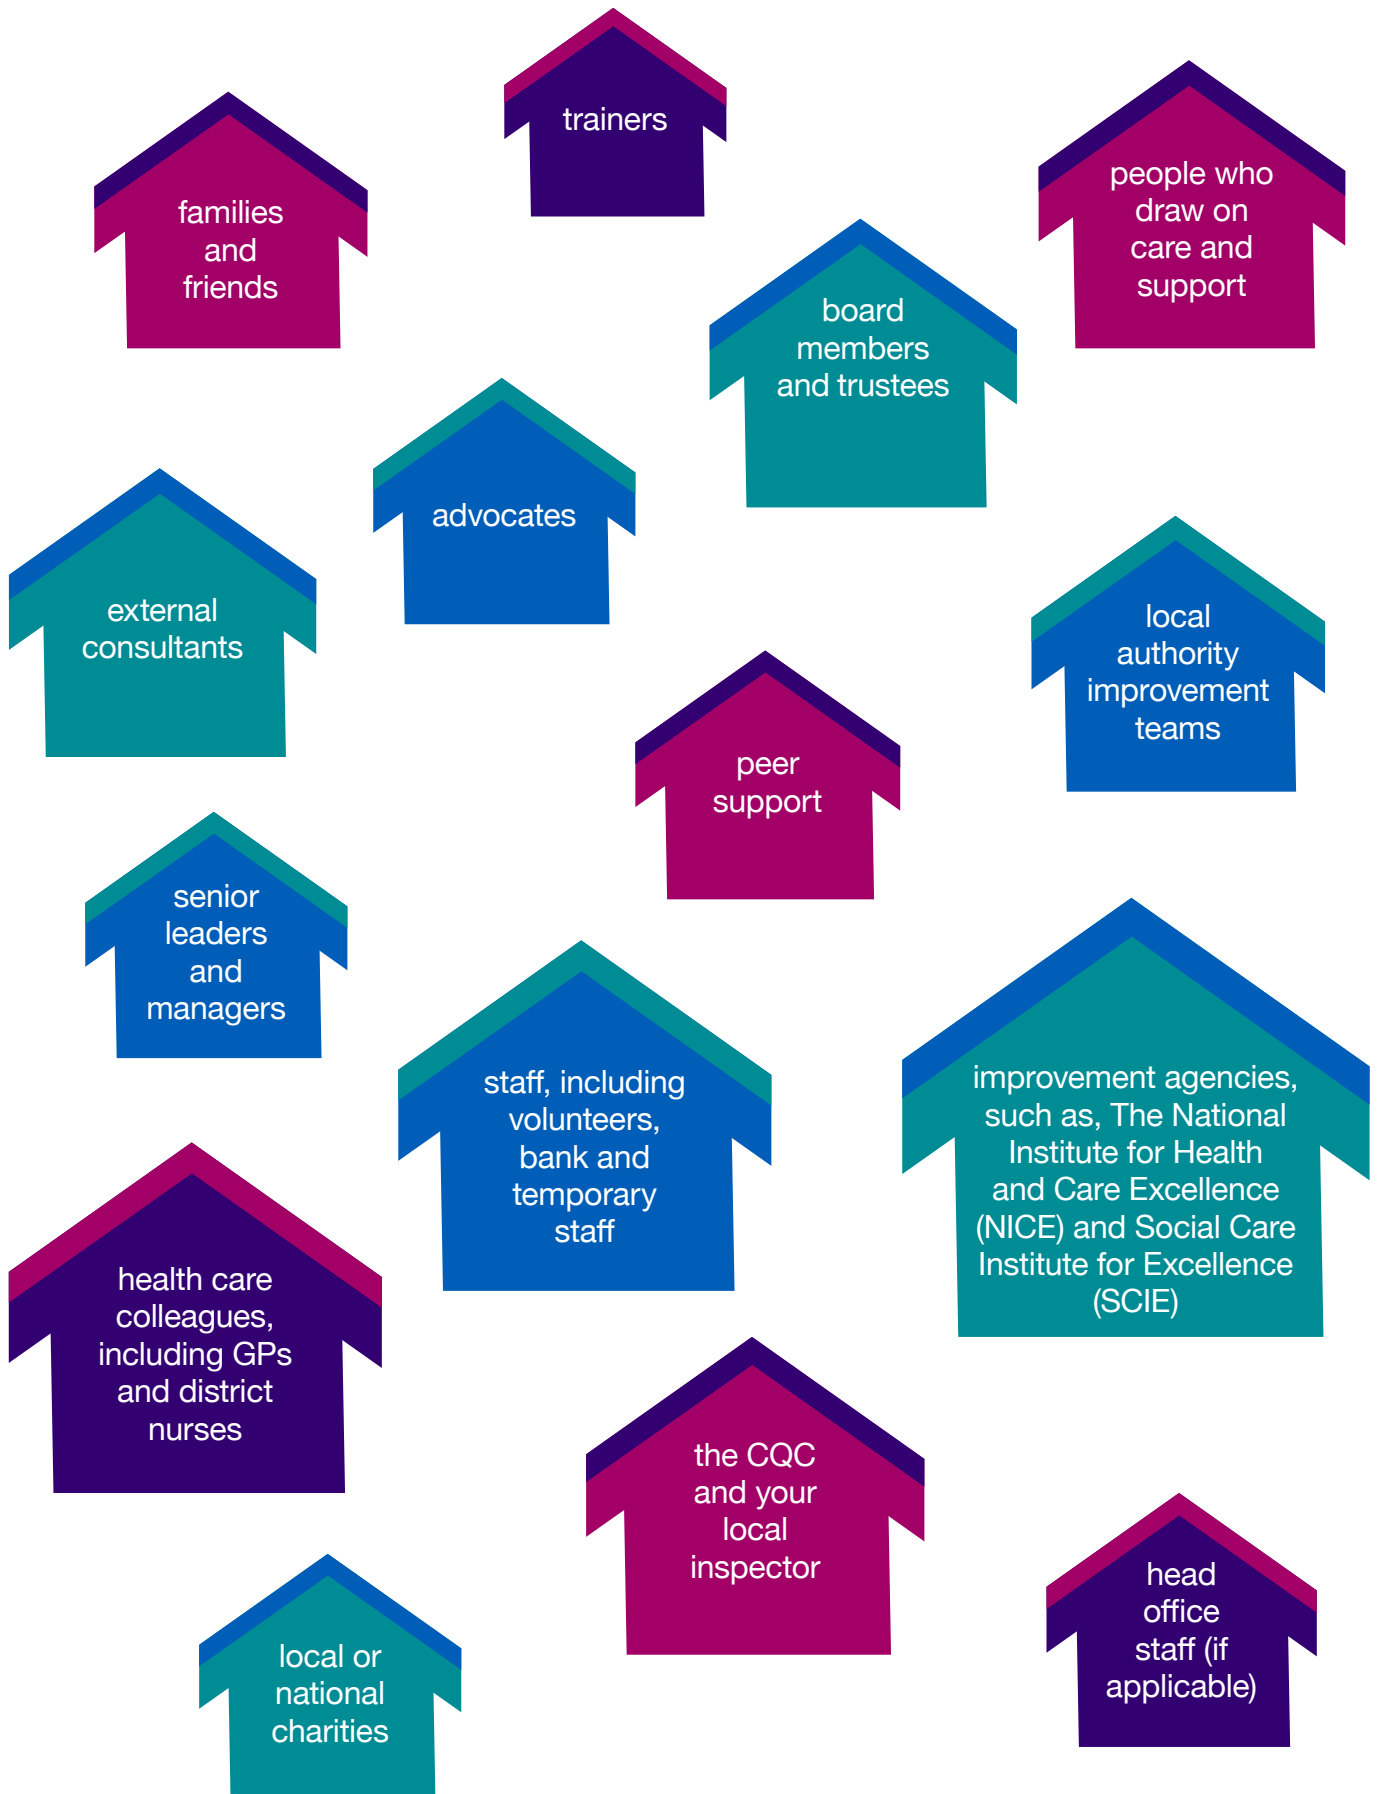 trainers
families
and
friends
people who
draw on
care and
support
board
members
and trustees
advocates
external
consultants
local
authority
improvement
teams
peer
support
senior
leaders
and
managers
staff, including
volunteers,
bank and
temporary
staff
improvement agencies,
such as, The National
Institute for Health
and Care Excellence
(NICE) and Social Care
Institute for Excellence
(SCIE)
health care
colleagues,
including GPs
and district
nurses
the CQC
and your
local
inspector
head
office
staff (if
applicable)
local or
national
charities